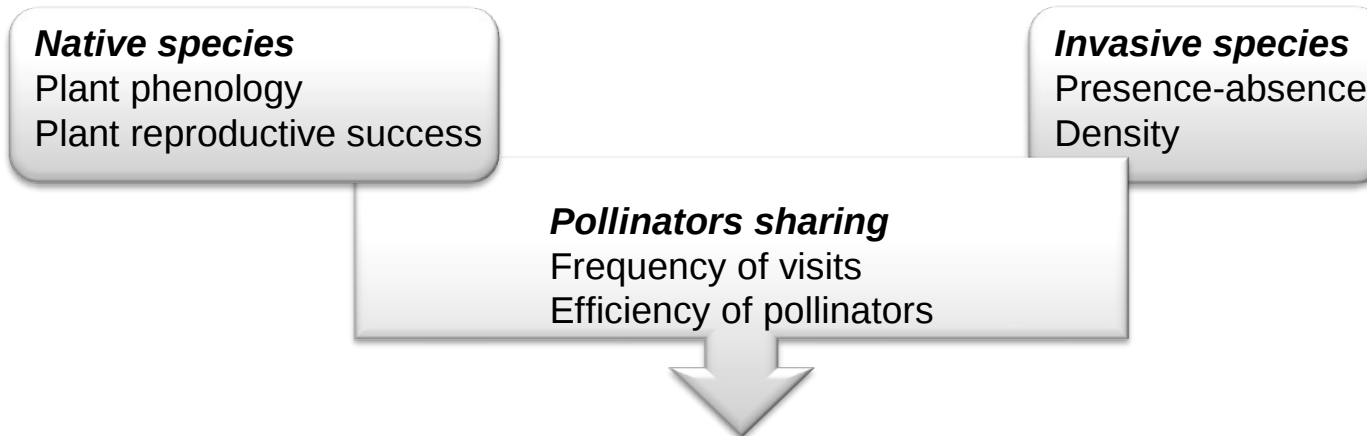 Native species
Plant phenology
Plant reproductive success
Invasive species
Presence-absence
Density
Pollinators sharing
Frequency of visits
Efficiency of pollinators